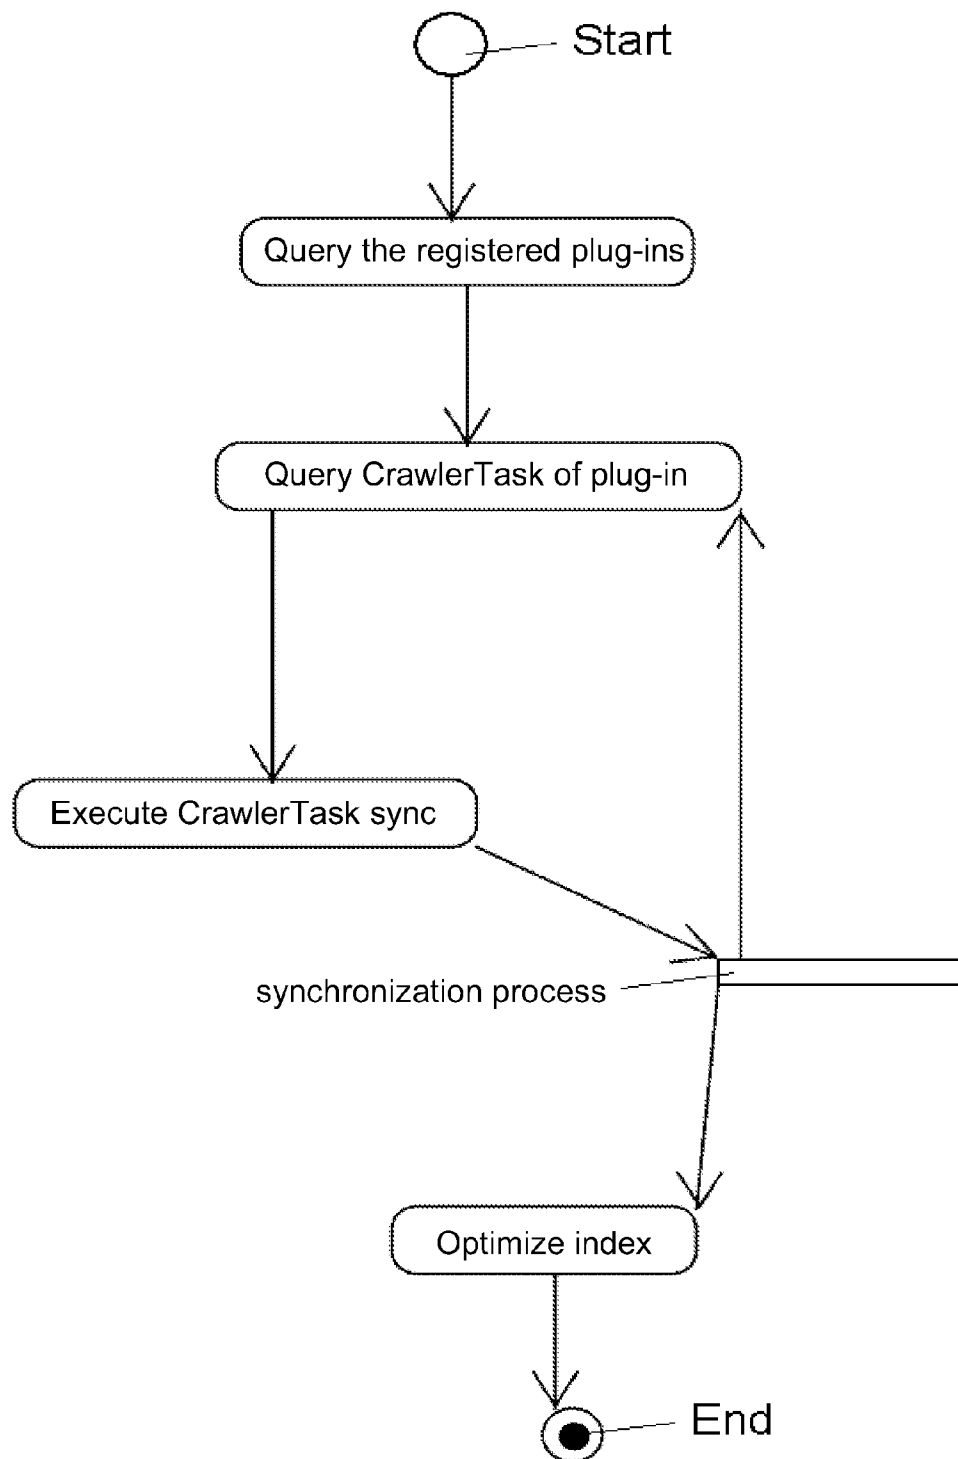 Start
Query the registered plug-ins
Query CrawlerTask of plug-in
Execute CrawlerTask sync
synchronization process
Optimize index
End